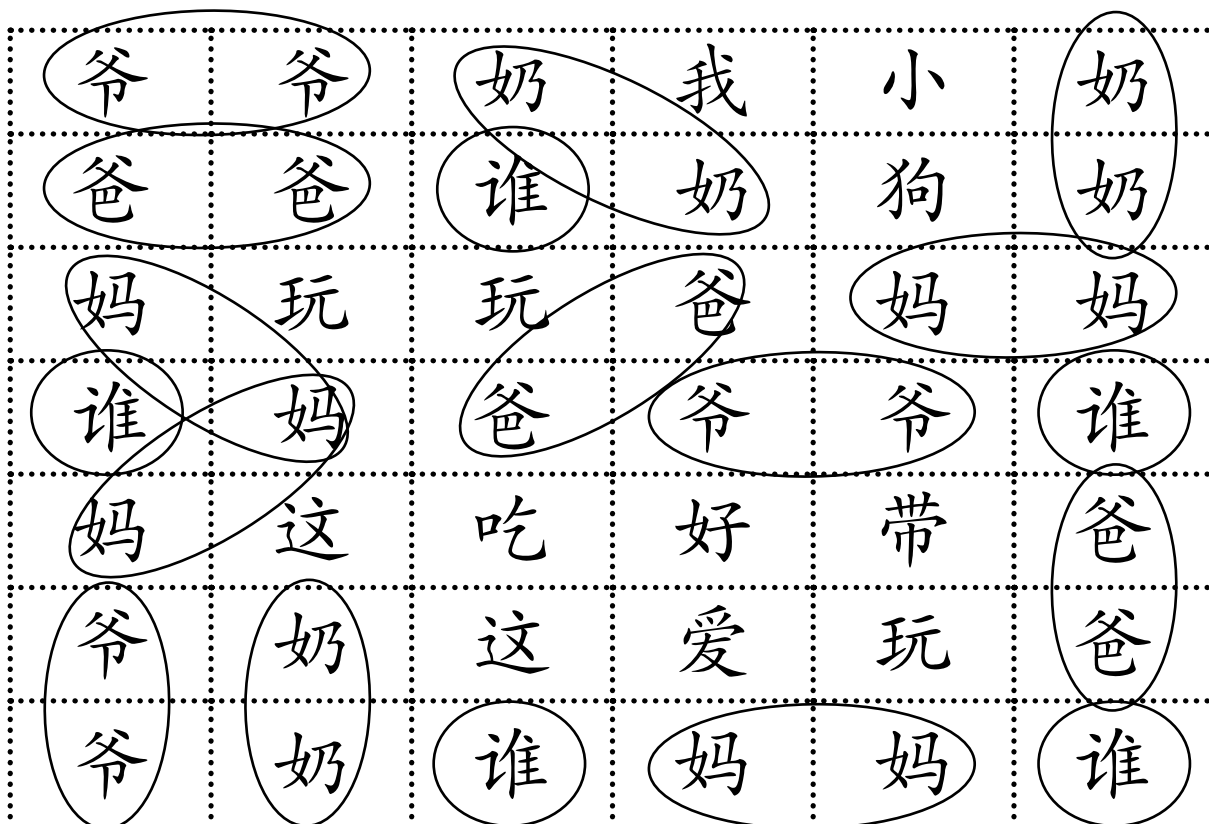 爷 爷 奶 我 小 奶
爸 爸 谁 奶 狗 奶
妈 玩 玩 爸 妈 妈
谁 妈 爸 爷 爷 谁
妈 这 吃 好 带 爸
爷 奶 这 爱 玩 爸
爷 奶 谁 妈 妈 谁